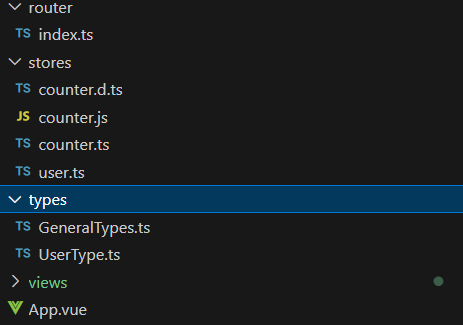 router
TS index.ts
stores
TS counter.d.ts
JS counter.js
TS counter.ts
TS user.ts
types
TS GeneralTypes.ts
TS UserType.ts
views
App.vue